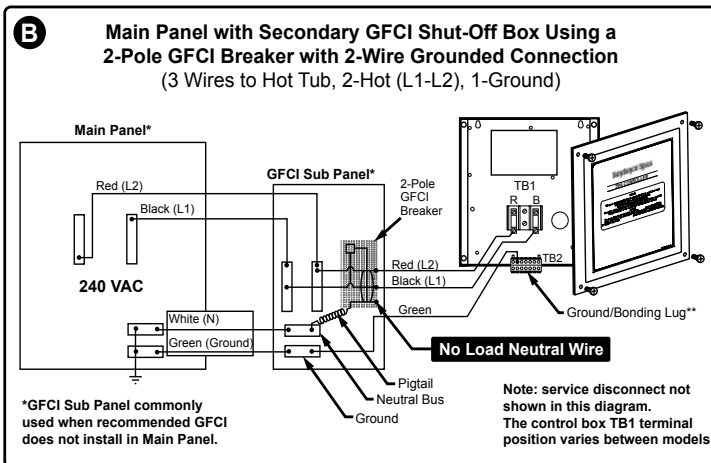 B
Main Panel with Secondary GFCI Shut-Off Box Using a
2-Pole GFCI Breaker with 2-Wire Grounded Connection
(3 Wires to Hot Tub, 2-Hot (L1-L2), 1-Ground)
Main Panel*
GFCI Sub Panel*
2-Pole
GFCI
Breaker
TB1
R B
Red (L2)
Black (L1)
240 VAC
TB2
Red (L2)
Black (L1)
Green
Ground/Bonding Lug**
White (N)
Green (Ground)
No Load Neutral Wire
Pigtail
Neutral Bus
Ground
*GFCI Sub Panel commonly
used when recommended GFCI
does not install in Main Panel.
Note: service disconnect not
shown in this diagram.
The control box TB1 terminal
position varies between models